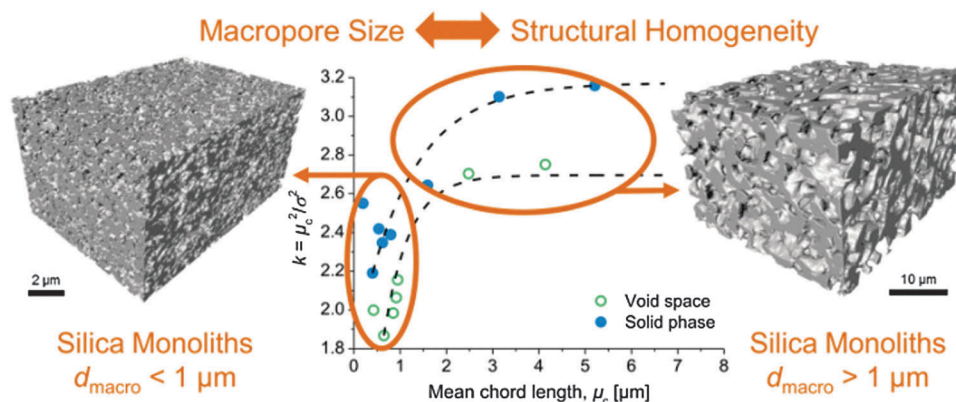 Macropore Size Structural Homogeneity
3.2
3.0
2.8
2.6
2.4
2.2
2.0
1.8
k = μc²/σ²
0 1 2 3 4 5 6 7 8
Mean chord length, μc [μm]
Void space
Solid phase
2 μm
Silica Monoliths
dmacro < 1 μm
10 μm
Silica Monoliths
dmacro > 1 μm